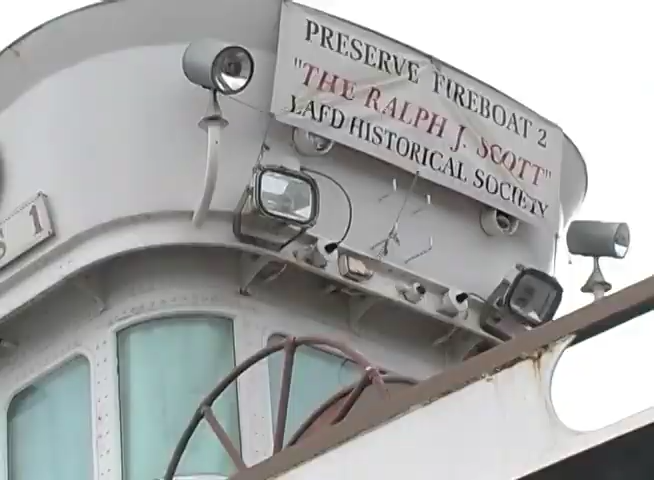 PRESERVE FIREBOAT 2
"THE RALPH J. SCOTT"
LAFD HISTORICAL SOCIETY
S 1